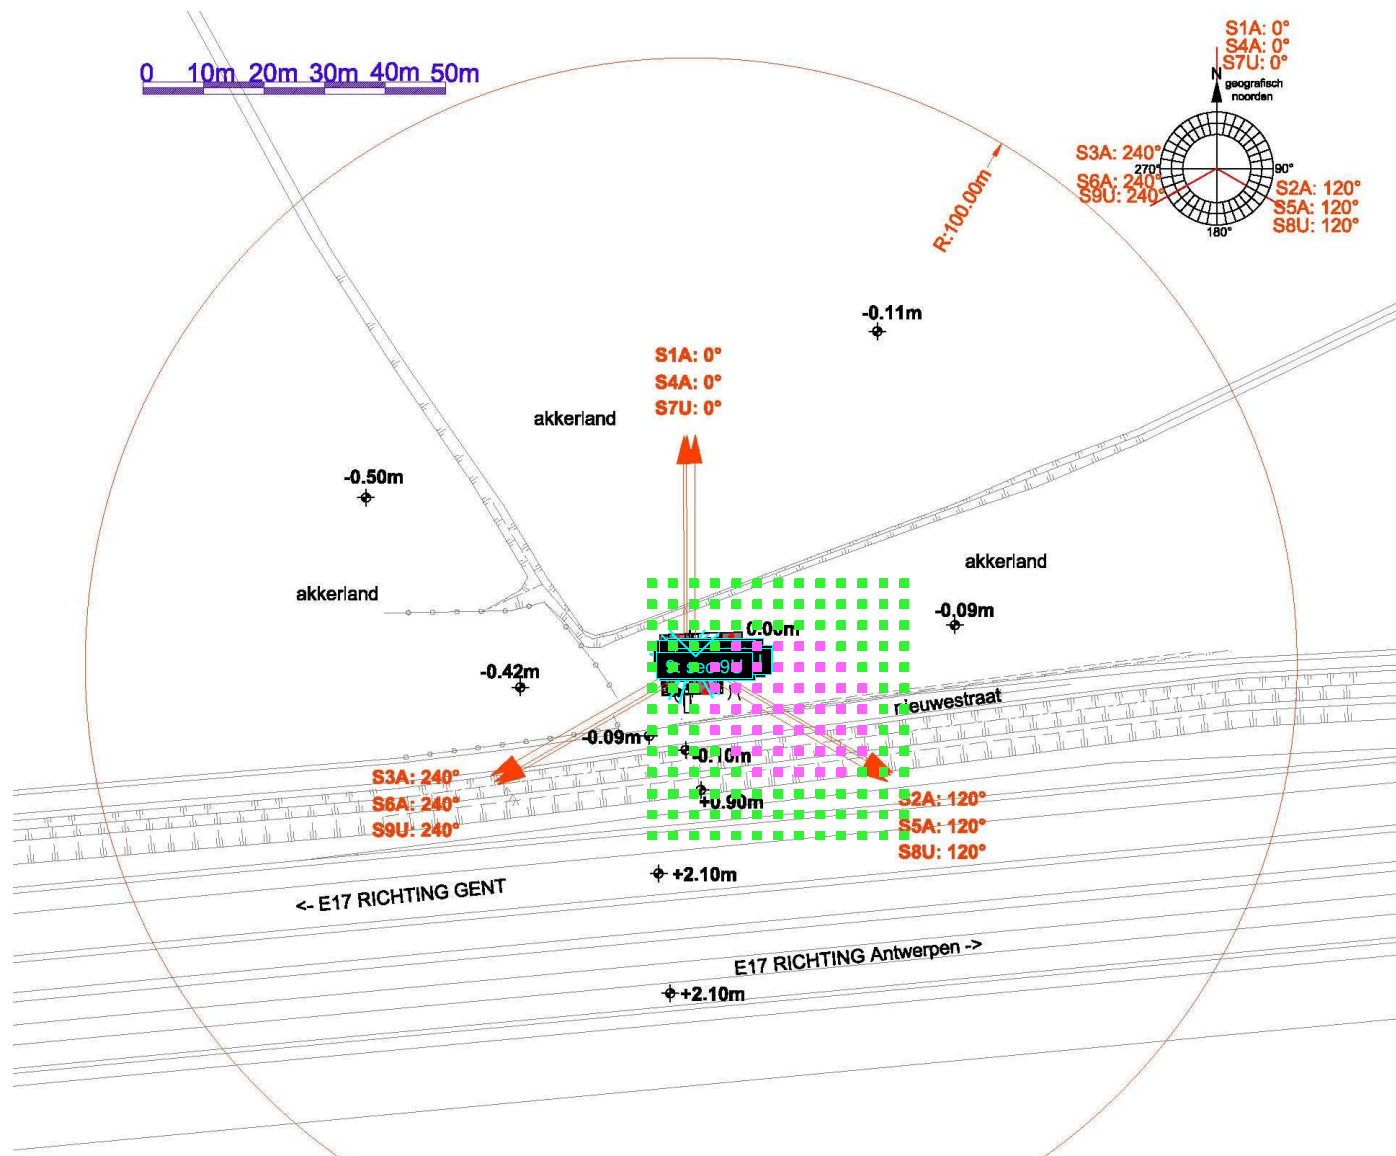 0 10m 20m 30m 40m 50m
S1A: 0°
S4A: 0°
S7U: 0°
N
geografisch
noorden
S3A: 240°
270°
90°
S6A: 240°
S9U: 240°
S2A: 120°
S5A: 120°
S8U: 120°
180°
R:100.00m
-0.11m
S1A: 0°
S4A: 0°
S7U: 0°
akkerland
-0.50m
akkerland
akkerland
-0.09m
0.00m
-0.42m
nieuwestraat
-0.09m
-0.10m
+0.90m
S3A: 240°
S6A: 240°
S9U: 240°
S2A: 120°
S5A: 120°
S8U: 120°
+2.10m
<- E17 RICHTING GENT
E17 RICHTING Antwerpen ->
+2.10m